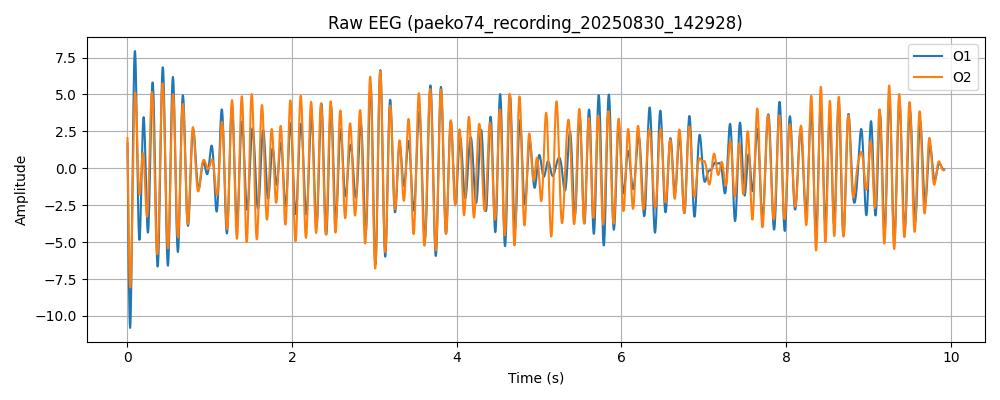 Raw EEG (paeko74_recording_20250830_142928)
O1
O2
7.5
5.0
2.5
0.0
−2.5
−5.0
−7.5
−10.0
Amplitude
0 2 4 6 8 10
Time (s)